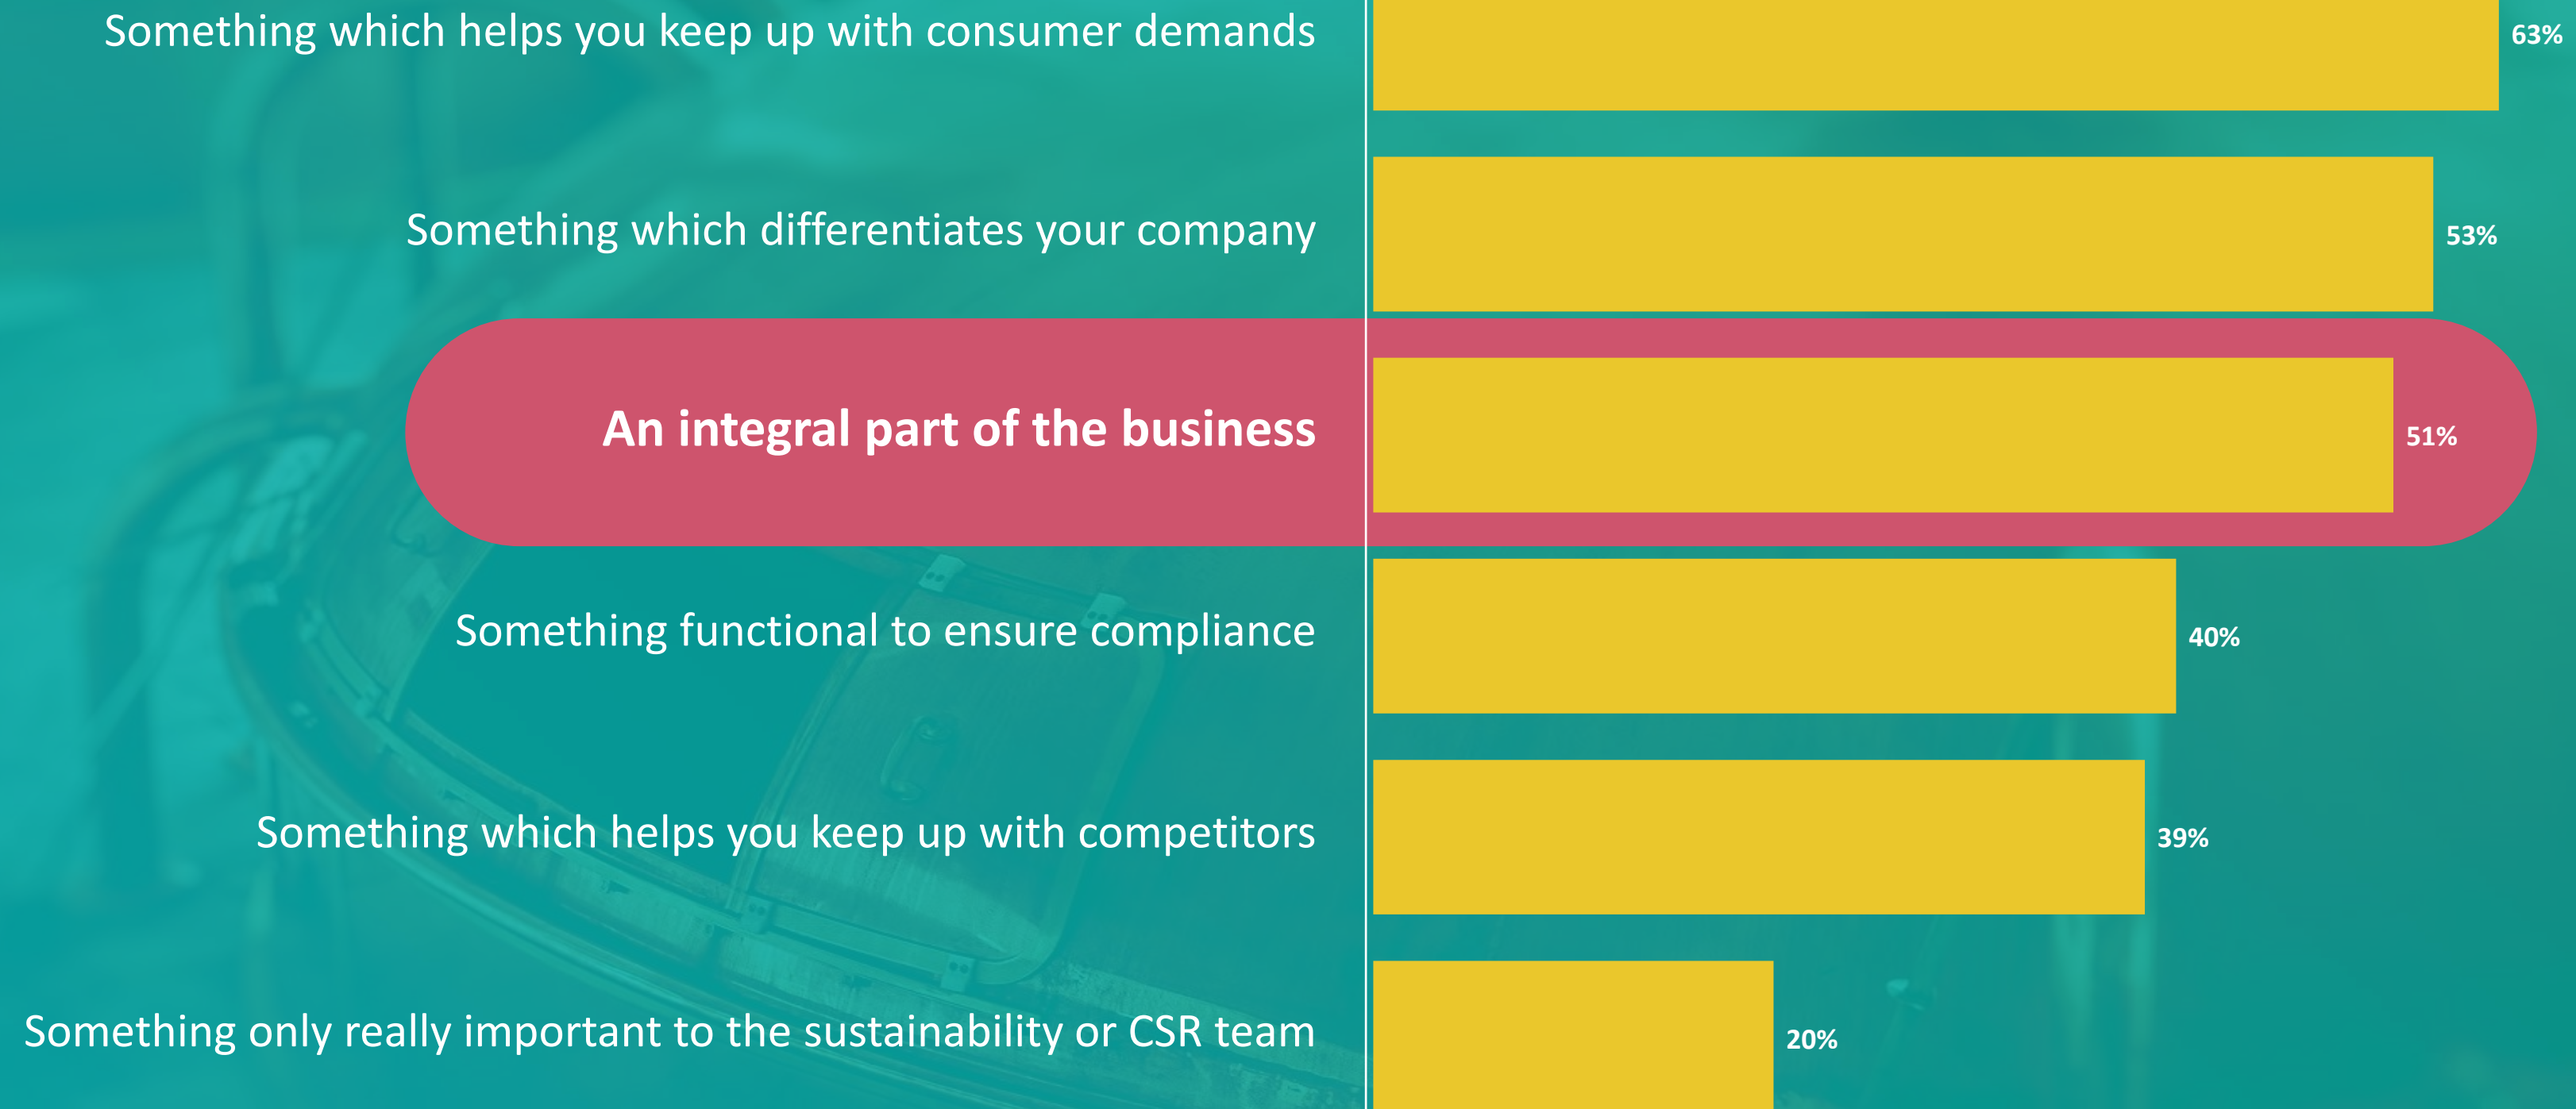 Something which helps you keep up with consumer demands 63%
Something which differentiates your company 53%
An integral part of the business 51%
Something functional to ensure compliance 40%
Something which helps you keep up with competitors 39%
Something only really important to the sustainability or CSR team 20%